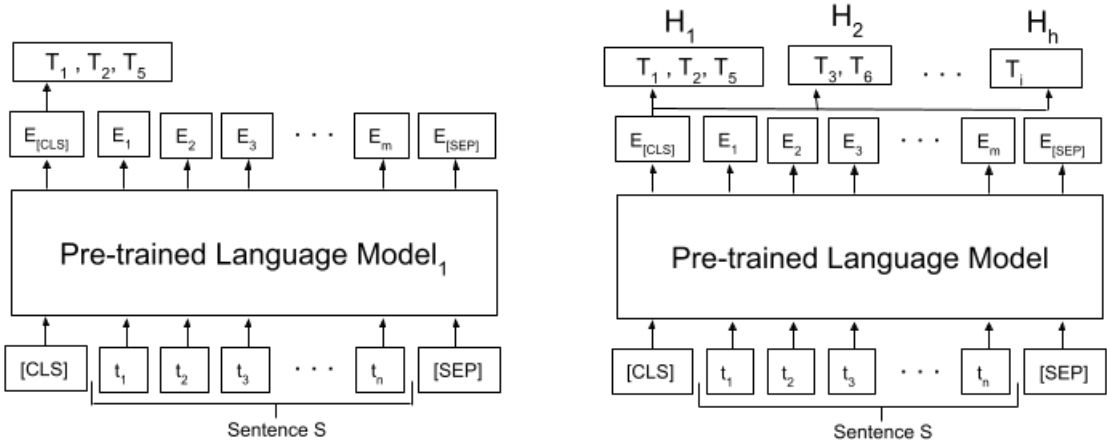 T₁ , T₂, T₅
E[CLS] E₁ E₂ E₃ . . . Eₘ E[SEP]
Pre-trained Language Model₁
[CLS] t₁ t₂ t₃ . . . tₙ [SEP]
Sentence S
H₁ H₂ Hₕ
T₁ , T₂, T₅ T₃, T₆ . . . Tᵢ
E[CLS] E₁ E₂ E₃ . . . Eₘ E[SEP]
Pre-trained Language Model
[CLS] t₁ t₂ t₃ . . . tₙ [SEP]
Sentence S